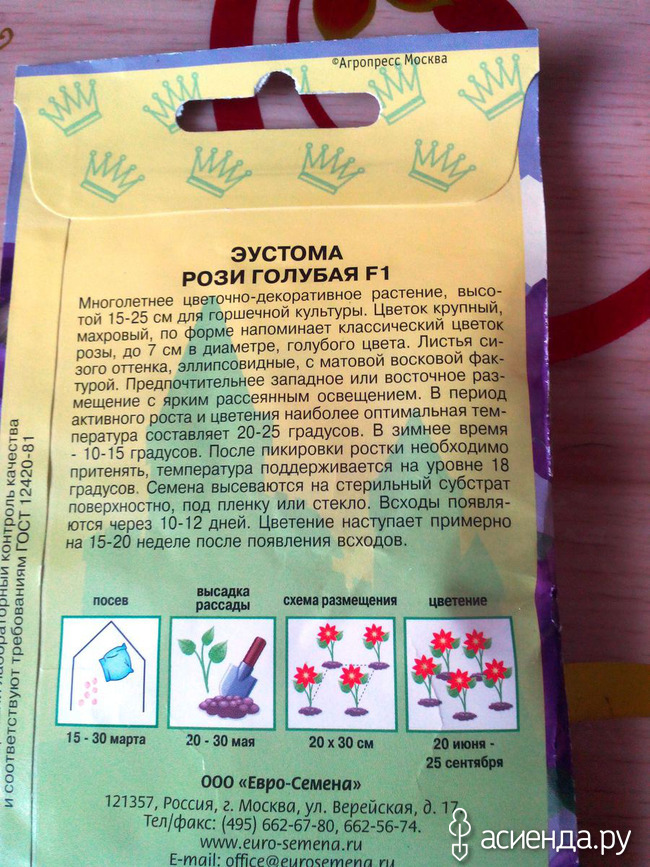 ©Агропресс Москва
ЭУСТОМА
РОЗИ ГОЛУБАЯ F1
Многолетнее цветочно-декоративное растение, высо-
той 15-25 см для горшечной культуры. Цветок крупный,
махровый, по форме напоминает классический цветок
розы, до 7 см в диаметре, голубого цвета. Листья си-
зого оттенка, эллипсовидные, с матовой восковой фак-
турой. Предпочтительнее западное или восточное раз-
мещение с ярким рассеянным освещением. В период
активного роста и цветения наиболее оптимальная тем-
пература составляет 20-25 градусов. В зимнее время
- 10-15 градусов. После пикировки ростки необходимо
притенять, температура поддерживается на уровне 18
градусов. Семена высеваются на стерильный субстрат
поверхностно, под пленку или стекло. Всходы появля-
ются через 10-12 дней. Цветение наступает примерно
на 15-20 неделе после появления всходов.
посев
высадка
рассады
схема размещения
цветение
15 - 30 марта
20 - 30 мая
20 x 30 см
20 июня -
25 сентября
ООО «Евро-Семена»
121357, Россия, г. Москва, ул. Верейская, д. 17
Тел/факс: (495) 662-67-80, 662-56-74.
www.euro-semena.ru
E-mail: office@eurosemena.ru
лабораторный контроль качества
и соответствуют требованиям ГОСТ 12420-81
асиенда.ру